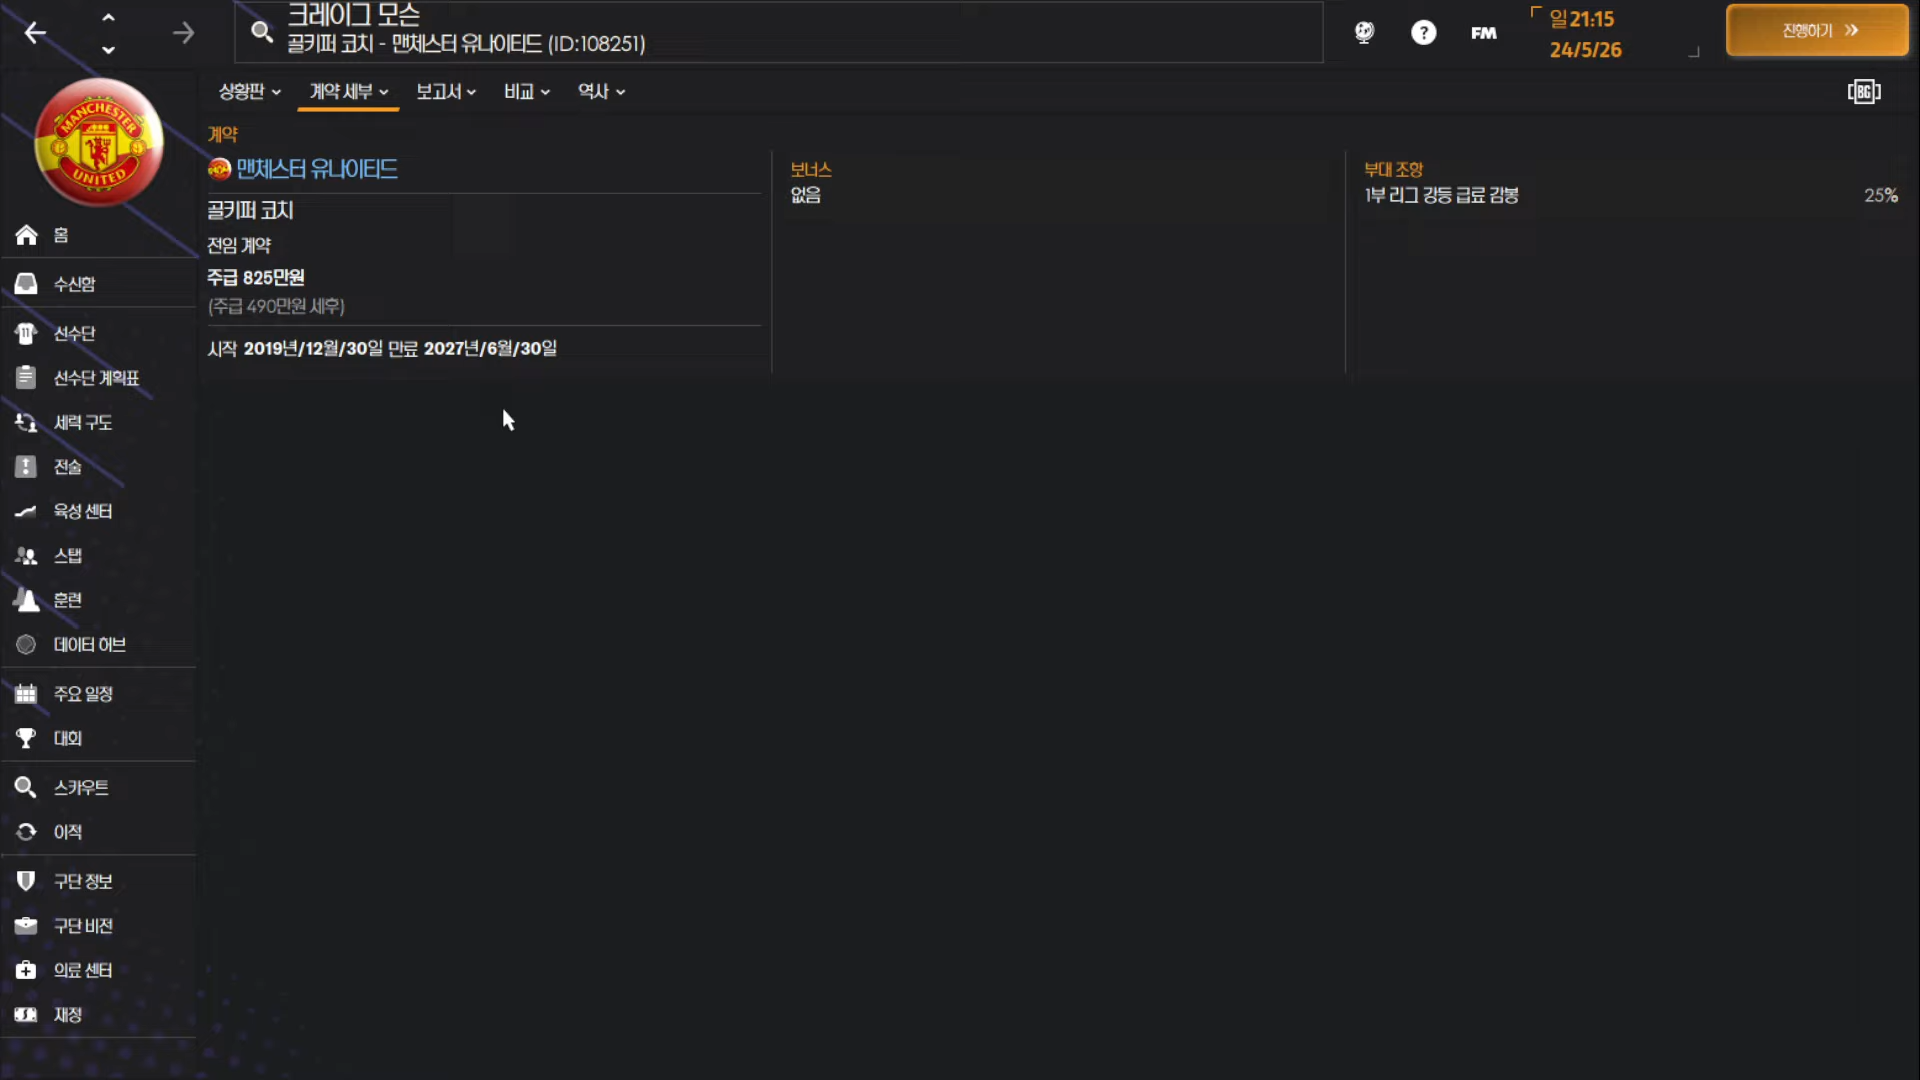 크레이그 모슨
골키퍼 코치 - 맨체스터 유나이티드 (ID:108251)
FM
일 21:15
24/5/26
진행하기
상황판
계약 세부
보고서
비교
역사
BG
MANCHESTER
UNITED
계약
맨체스터 유나이티드
골키퍼 코치
전임 계약
주급 825만원
(주급 490만원 세후)
시작 2019년/12월/30일 만료 2027년/6월/30일
보너스
없음
부대 조항
1부 리그 강등 급료 감봉 25%
홈
수신함
선수단
선수단 계획표
세력 구도
전술
육성 센터
스탭
훈련
데이터 허브
주요 일정
대회
스카우트
이적
구단 정보
구단 비전
의료 센터
재정